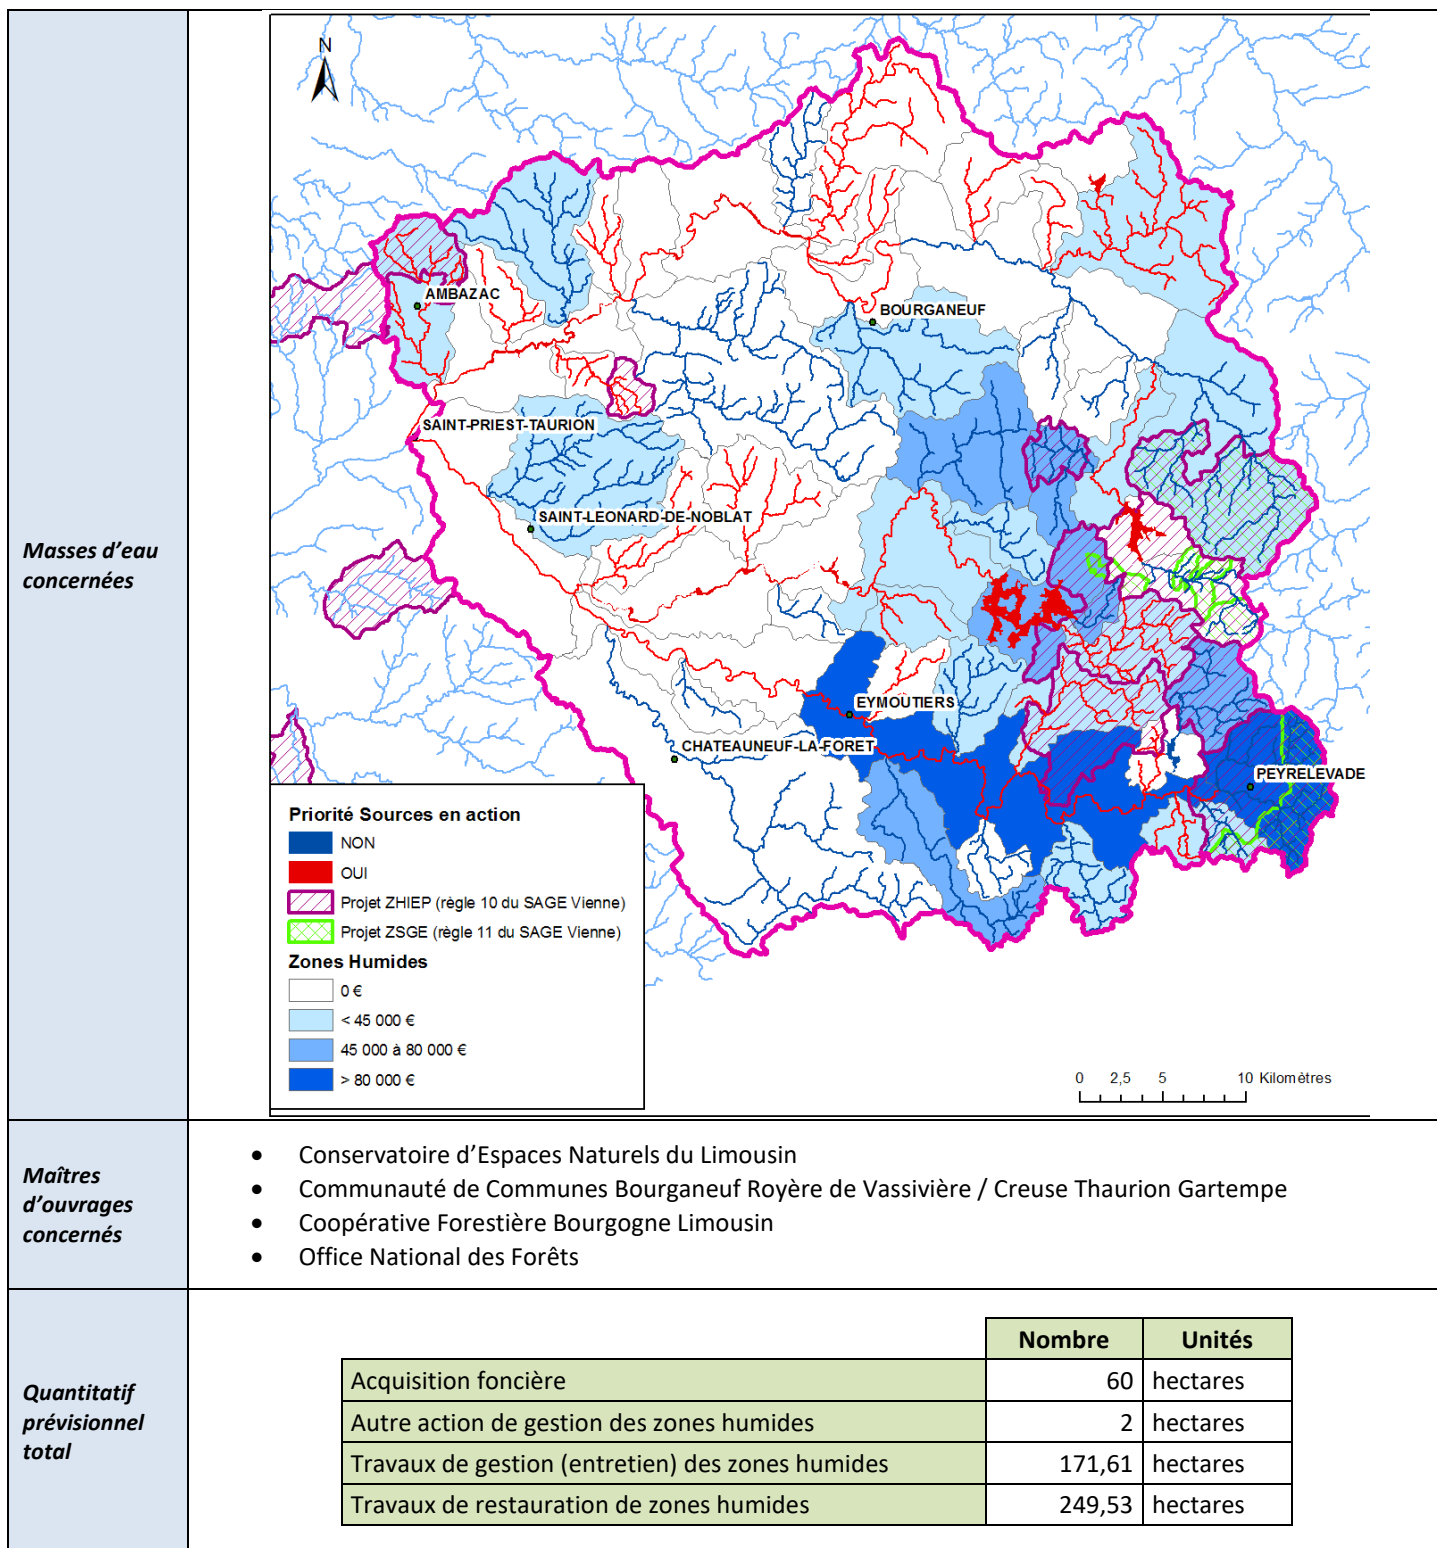 Masses d'eau
concernées
N
AMBAZAC
BOURGANEUF
SAINT-PRIEST-TAURION
SAINT-LEONARD-DE-NOBLAT
EYMOUTIERS
CHATEAUNEUF-LA-FORET
PEYRELEVADE
Priorité Sources en action
NON
OUI
Projet ZHIEP (règle 10 du SAGE Vienne)
Projet ZSGE (règle 11 du SAGE Vienne)
Zones Humides
0 €
< 45 000 €
45 000 à 80 000 €
> 80 000 €
0 2,5 5 10 Kilomètres
Maîtres
d'ouvrages
concernés
• Conservatoire d'Espaces Naturels du Limousin
• Communauté de Communes Bourganeuf Royère de Vassivière / Creuse Thaurion Gartempe
• Coopérative Forestière Bourgogne Limousin
• Office National des Forêts
Quantitatif
prévisionnel
total
Nombre Unités
Acquisition foncière 60 hectares
Autre action de gestion des zones humides 2 hectares
Travaux de gestion (entretien) des zones humides 171,61 hectares
Travaux de restauration de zones humides 249,53 hectares